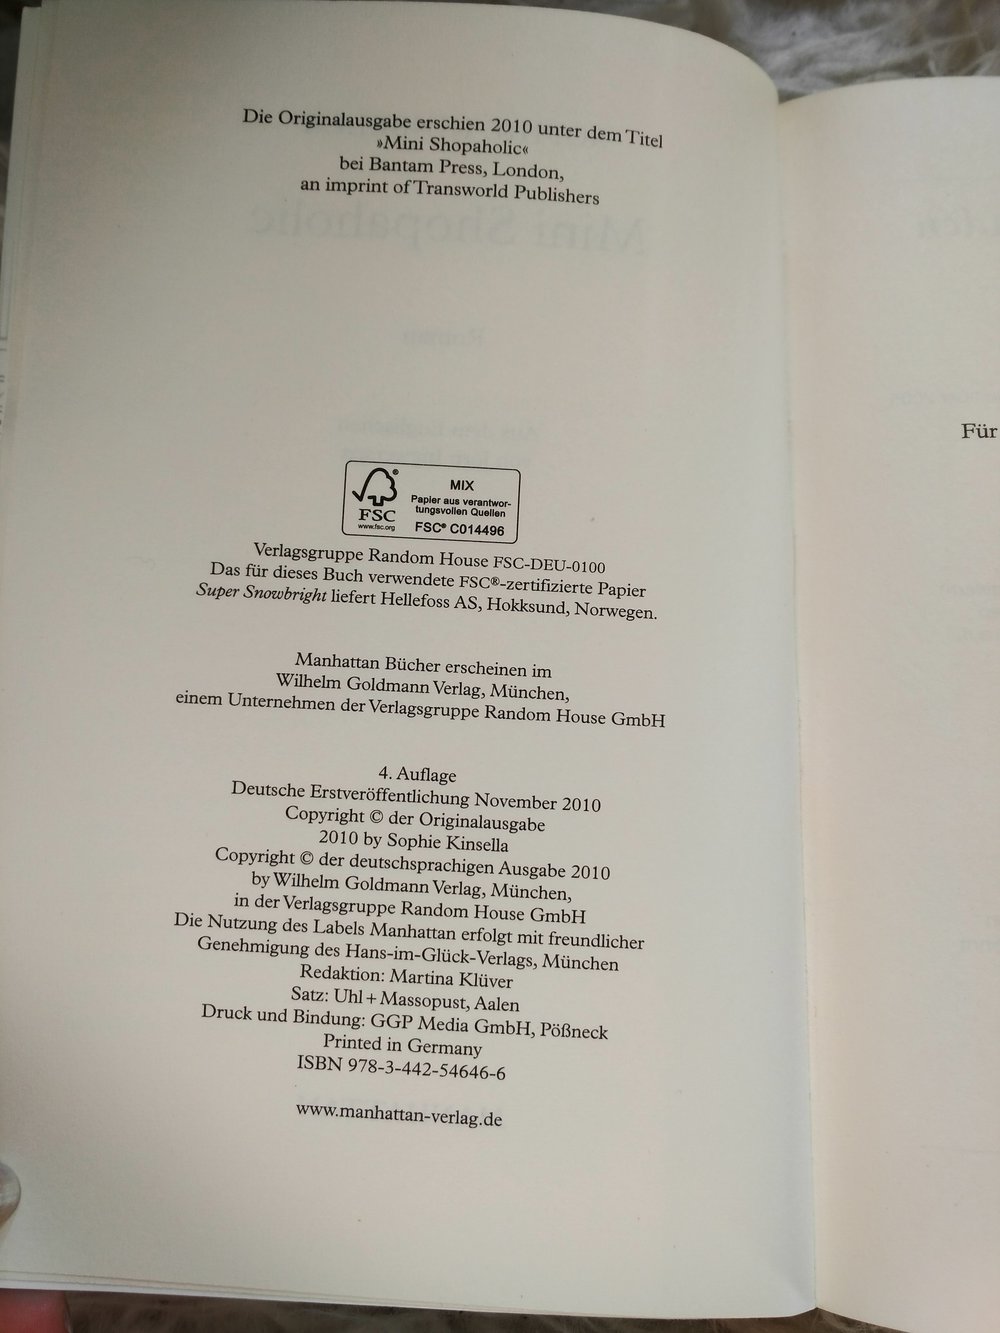 Die Originalausgabe erschien 2010 unter dem Titel
»Mini Shopaholic«
bei Bantam Press, London,
an imprint of Transworld Publishers
Mini Shopaholic
Roman
Für
FSC®
www.fsc.org
MIX
Papier aus verantwor-
tungsvollen Quellen
FSC® C014496
Verlagsgruppe Random House FSC-DEU-0100
Das für dieses Buch verwendete FSC®-zertifizierte Papier
Super Snowbright liefert Hellefoss AS, Hokksund, Norwegen.
Manhattan Bücher erscheinen im
Wilhelm Goldmann Verlag, München,
einem Unternehmen der Verlagsgruppe Random House GmbH
4. Auflage
Deutsche Erstveröffentlichung November 2010
Copyright © der Originalausgabe
2010 by Sophie Kinsella
Copyright © der deutschsprachigen Ausgabe 2010
by Wilhelm Goldmann Verlag, München,
in der Verlagsgruppe Random House GmbH
Die Nutzung des Labels Manhattan erfolgt mit freundlicher
Genehmigung des Hans-im-Glück-Verlags, München
Redaktion: Martina Klüver
Satz: Uhl + Massopust, Aalen
Druck und Bindung: GGP Media GmbH, Pößneck
Printed in Germany
ISBN 978-3-442-54646-6
www.manhattan-verlag.de